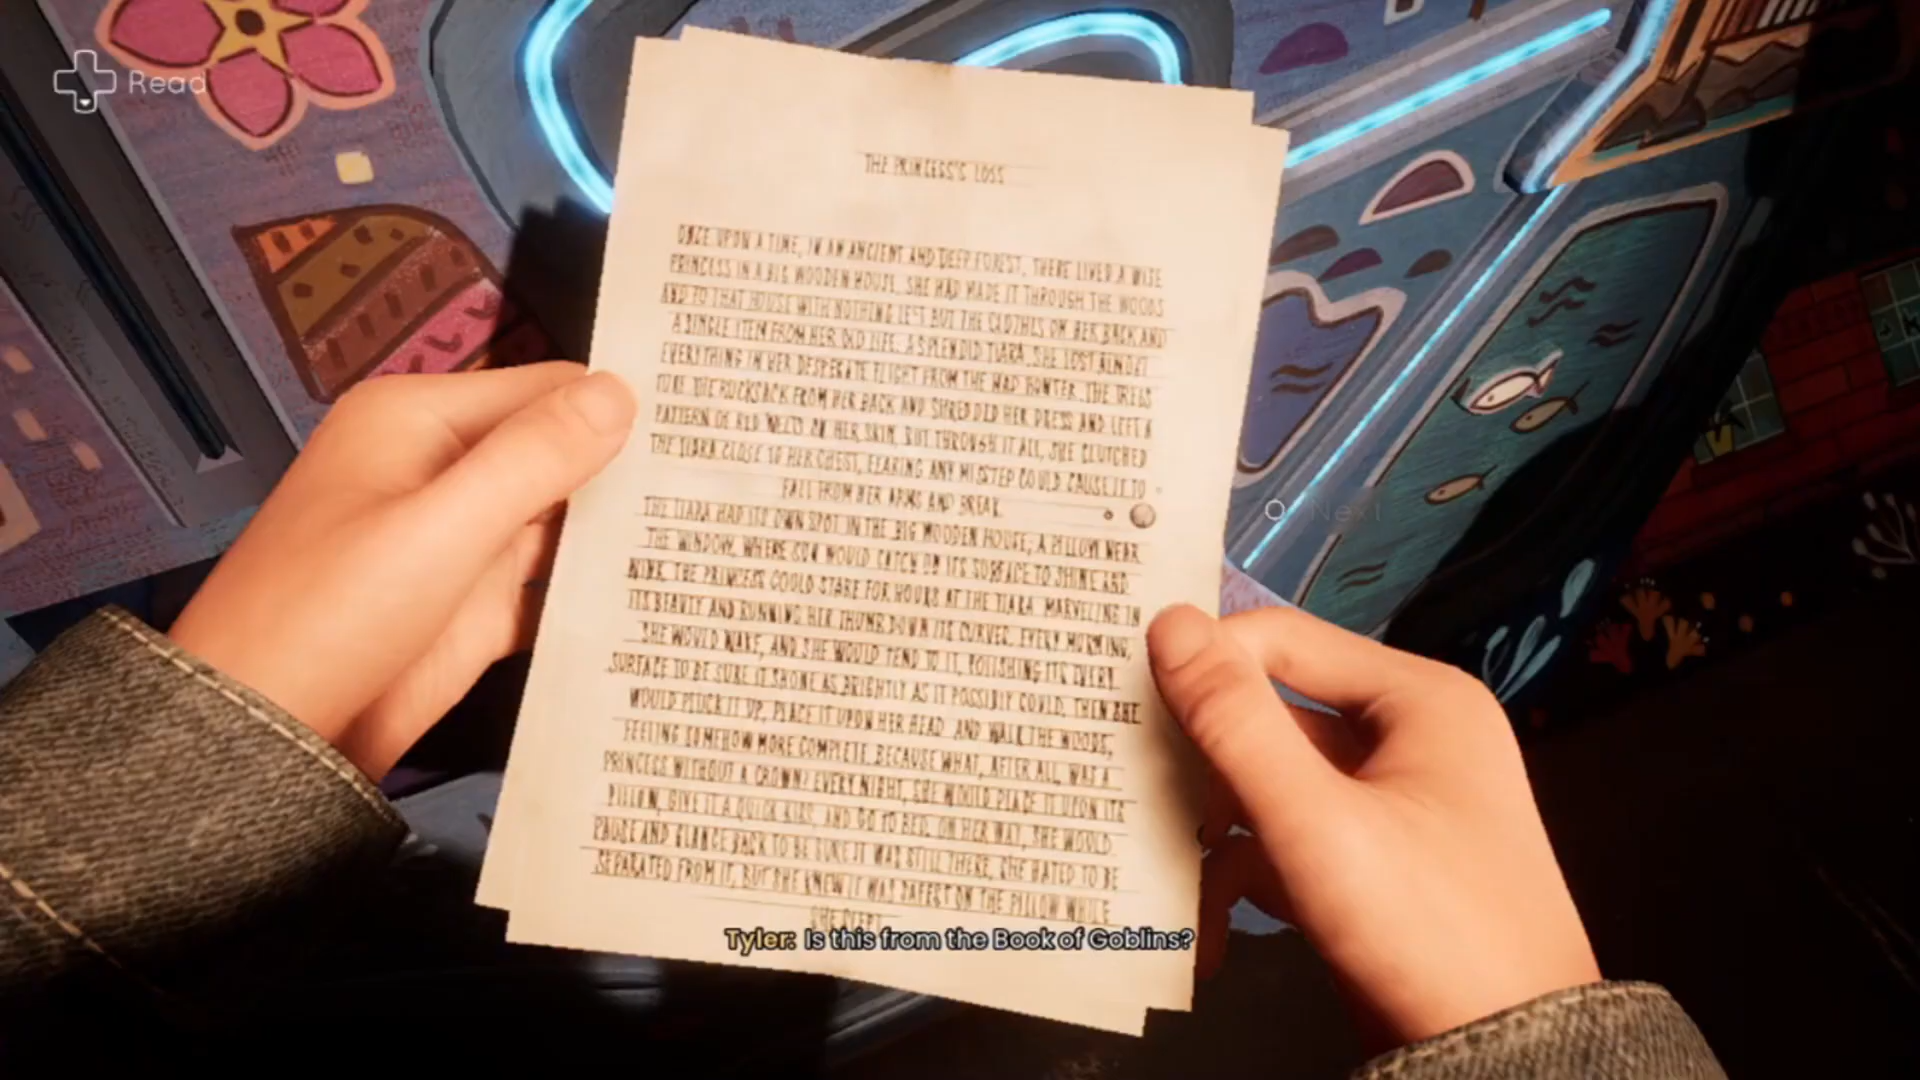 Read
THE PRINCESS'S LOSS
ONCE UPON A TIME, IN AN ANCIENT AND DEEP FOREST, THERE LIVED A WISE
PRINCESS IN A BIG WOODEN HOUSE. SHE HAD MADE IT THROUGH THE WOODS
AND TO THAT HOUSE WITH NOTHING LEFT BUT THE CLOTHES ON HER BACK AND
A SINGLE ITEM FROM HER OLD LIFE. A SPLENDID TIARA. SHE LOST ALMOST
EVERYTHING IN HER DESPERATE FLIGHT FROM THE MAD HUNTER. THE TREES
TORE THE RUCKSACK FROM HER BACK AND SHREDDED HER DRESS AND LEFT A
PATTERN OF RED WELTS ON HER SKIN. BUT THROUGH IT ALL, SHE CLUTCHED
THE TIARA CLOSE TO HER CHEST, FEARING ANY MISSTEP COULD CAUSE IT TO
FALL FROM HER ARMS AND BREAK.
THE TIARA HAD ITS OWN SPOT IN THE BIG WOODEN HOUSE, A PILLOW NEAR
THE WINDOW, WHERE SUN WOULD CATCH ON ITS SURFACE TO SHINE AND
WINK. THE PRINCESS COULD STARE FOR HOURS AT THE TIARA, MARVELING IN
ITS BEAUTY AND RUNNING HER THUMB DOWN ITS CURVES. EVERY MORNING,
SHE WOULD WAKE, AND SHE WOULD TEND TO IT, POLISHING ITS EVERY
SURFACE TO BE SURE IT SHONE AS BRIGHTLY AS IT POSSIBLY COULD. THEN SHE
WOULD PLUCK IT UP, PLACE IT UPON HER HEAD, AND WALK THE WOODS,
FEELING SOMEHOW MORE COMPLETE. BECAUSE WHAT, AFTER ALL, WAS A
PRINCESS WITHOUT A CROWN? EVERY NIGHT, SHE WOULD PLACE IT UPON ITS
PILLOW, GIVE IT A QUICK KISS, AND GO TO BED. ON HER WAY, SHE WOULD
PAUSE AND GLANCE BACK TO BE SURE IT WAS STILL THERE. SHE HATED TO BE
SEPARATED FROM IT, BUT SHE KNEW IT WAS SAFEST ON THE PILLOW WHILE
SHE SLEPT.
Next
Tyler: Is this from the Book of Goblins?